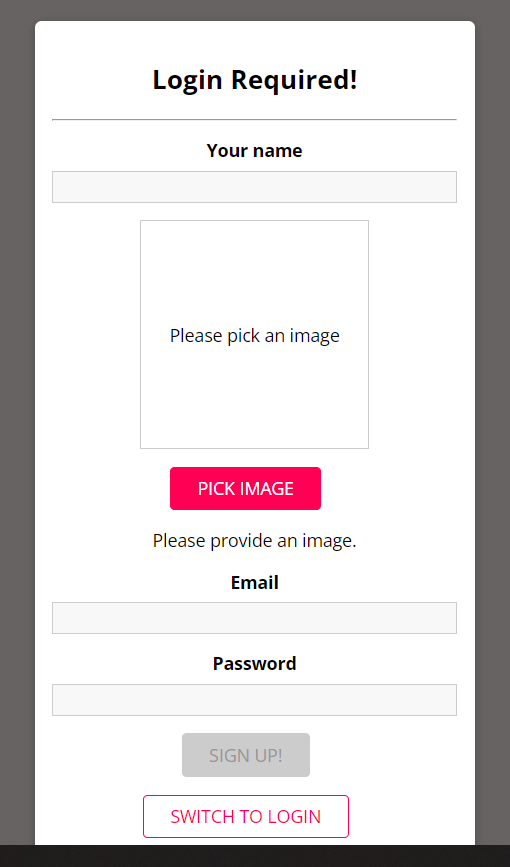 Login Required!
Your name
Please pick an image
PICK IMAGE
Please provide an image.
Email
Password
SIGN UP!
SWITCH TO LOGIN